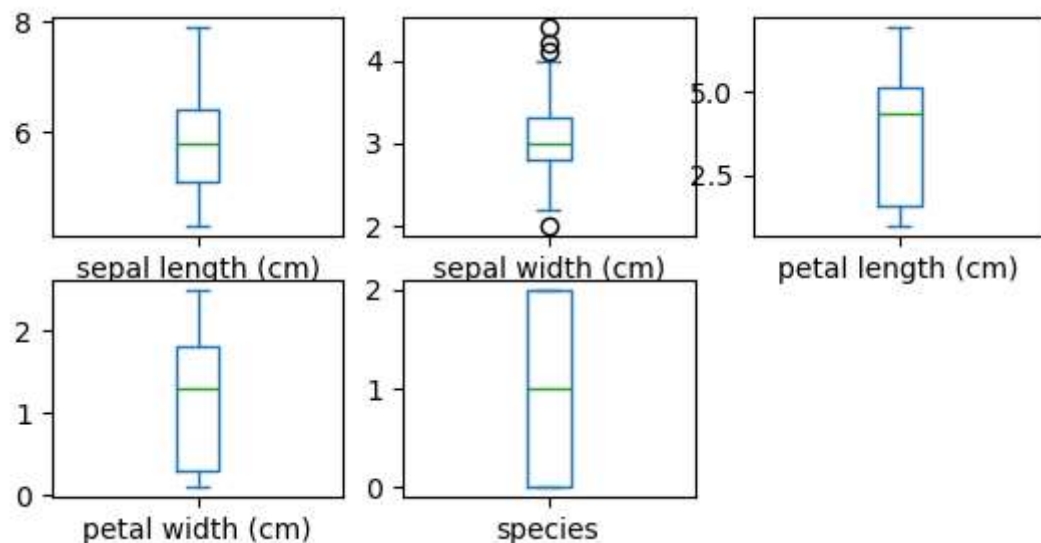 8
6
sepal length (cm)
4
3
2
sepal width (cm)
5.0
2.5
petal length (cm)
2
1
0
petal width (cm)
2
1
0
species